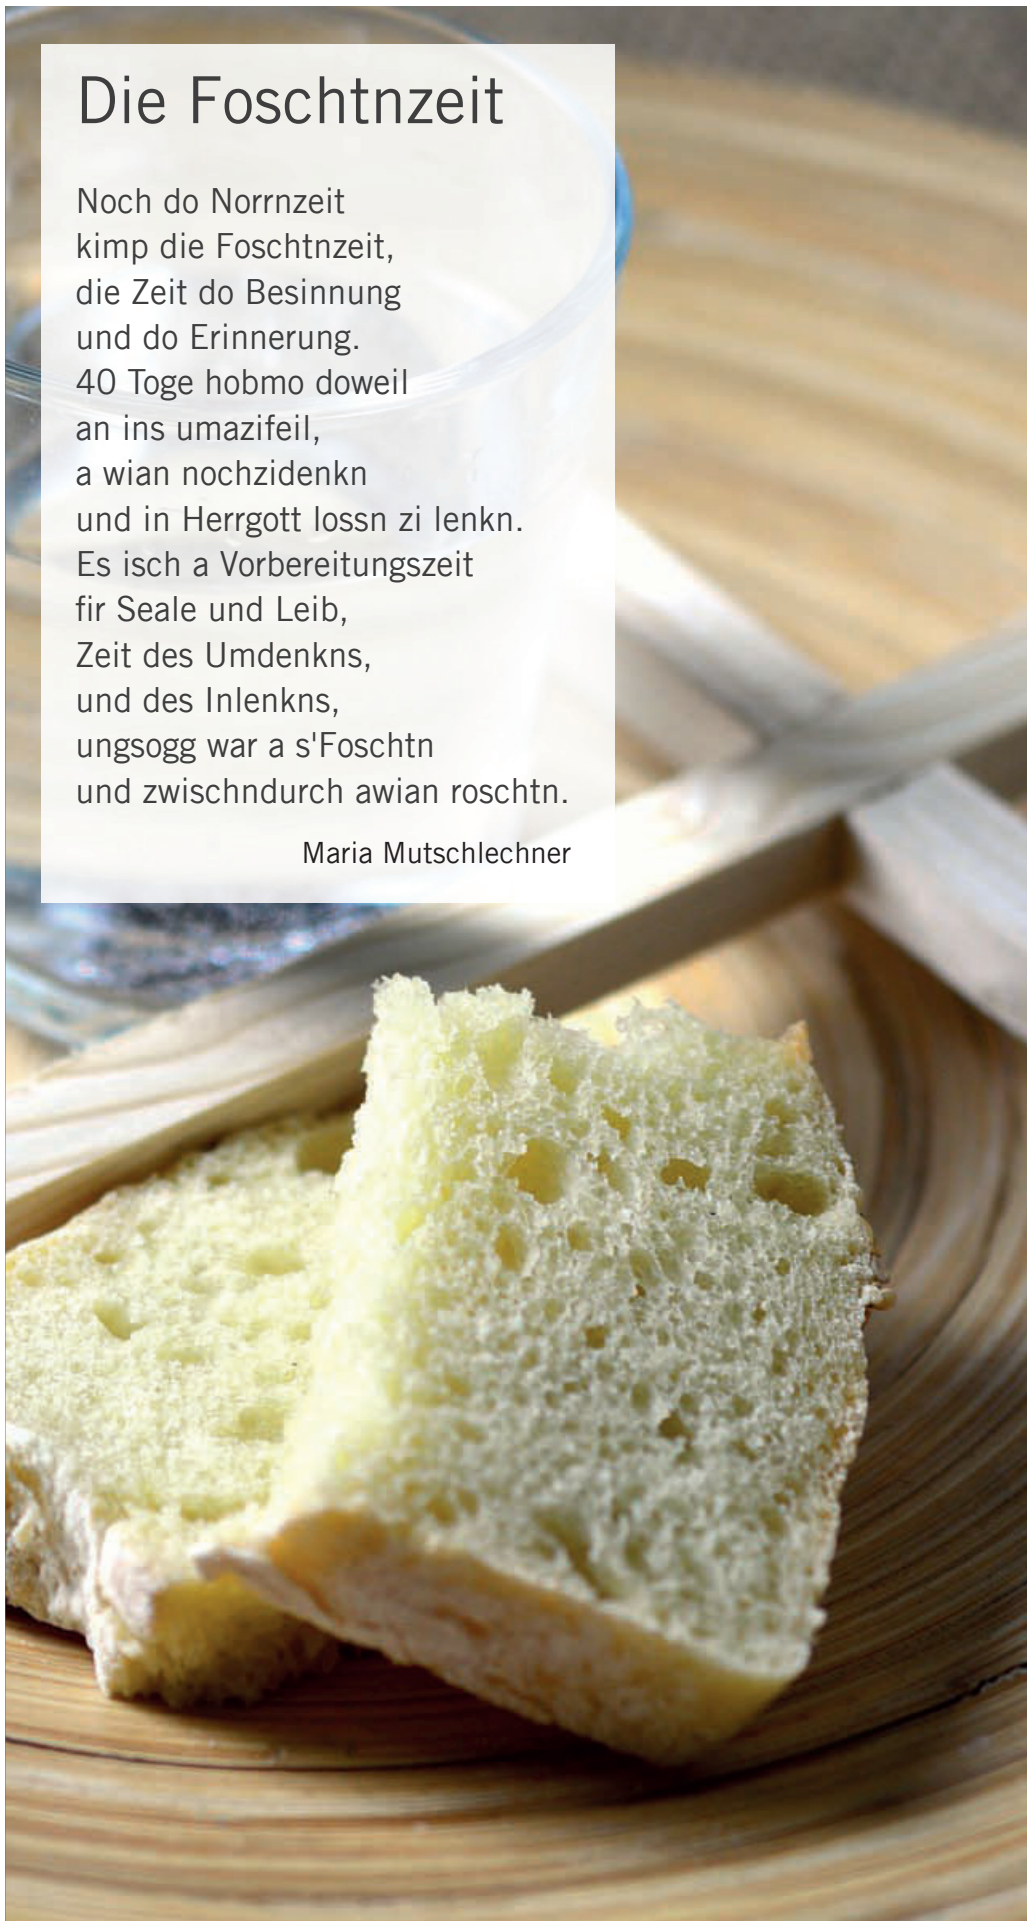 Die Foschtnzeit
Noch do Norrnzeit
kimp die Foschtnzeit,
die Zeit do Besinnung
und do Erinnerung.
40 Toge hobmo doweil
an ins umazifeil,
a wian nochzidenkn
und in Herrgott lossn zi lenkn.
Es isch a Vorbereitungszeit
fir Seale und Leib,
Zeit des Umdenkns,
und des Inlenkns,
ungsogg war a s'Foschtn
und zwischndurch awian roschtn.
Maria Mutschlechner